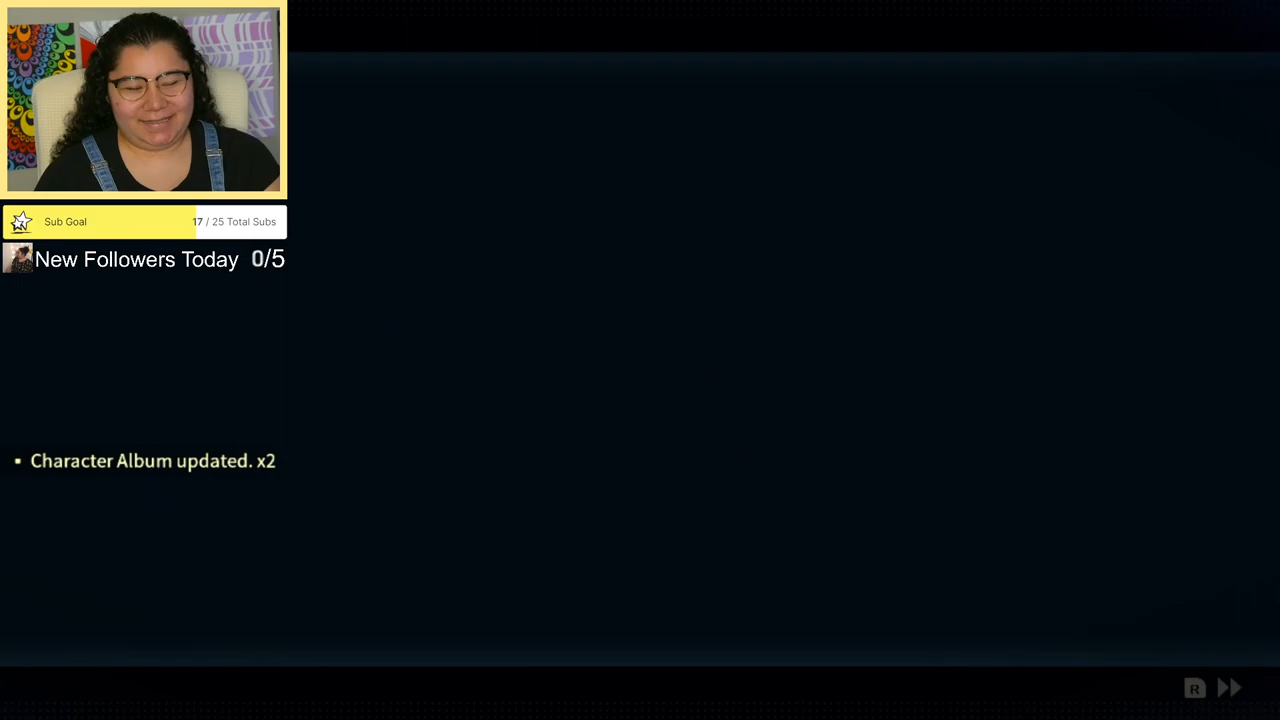 Sub Goal
17 / 25 Total Subs
New Followers Today 0/5
▪ Character Album updated. x2
R